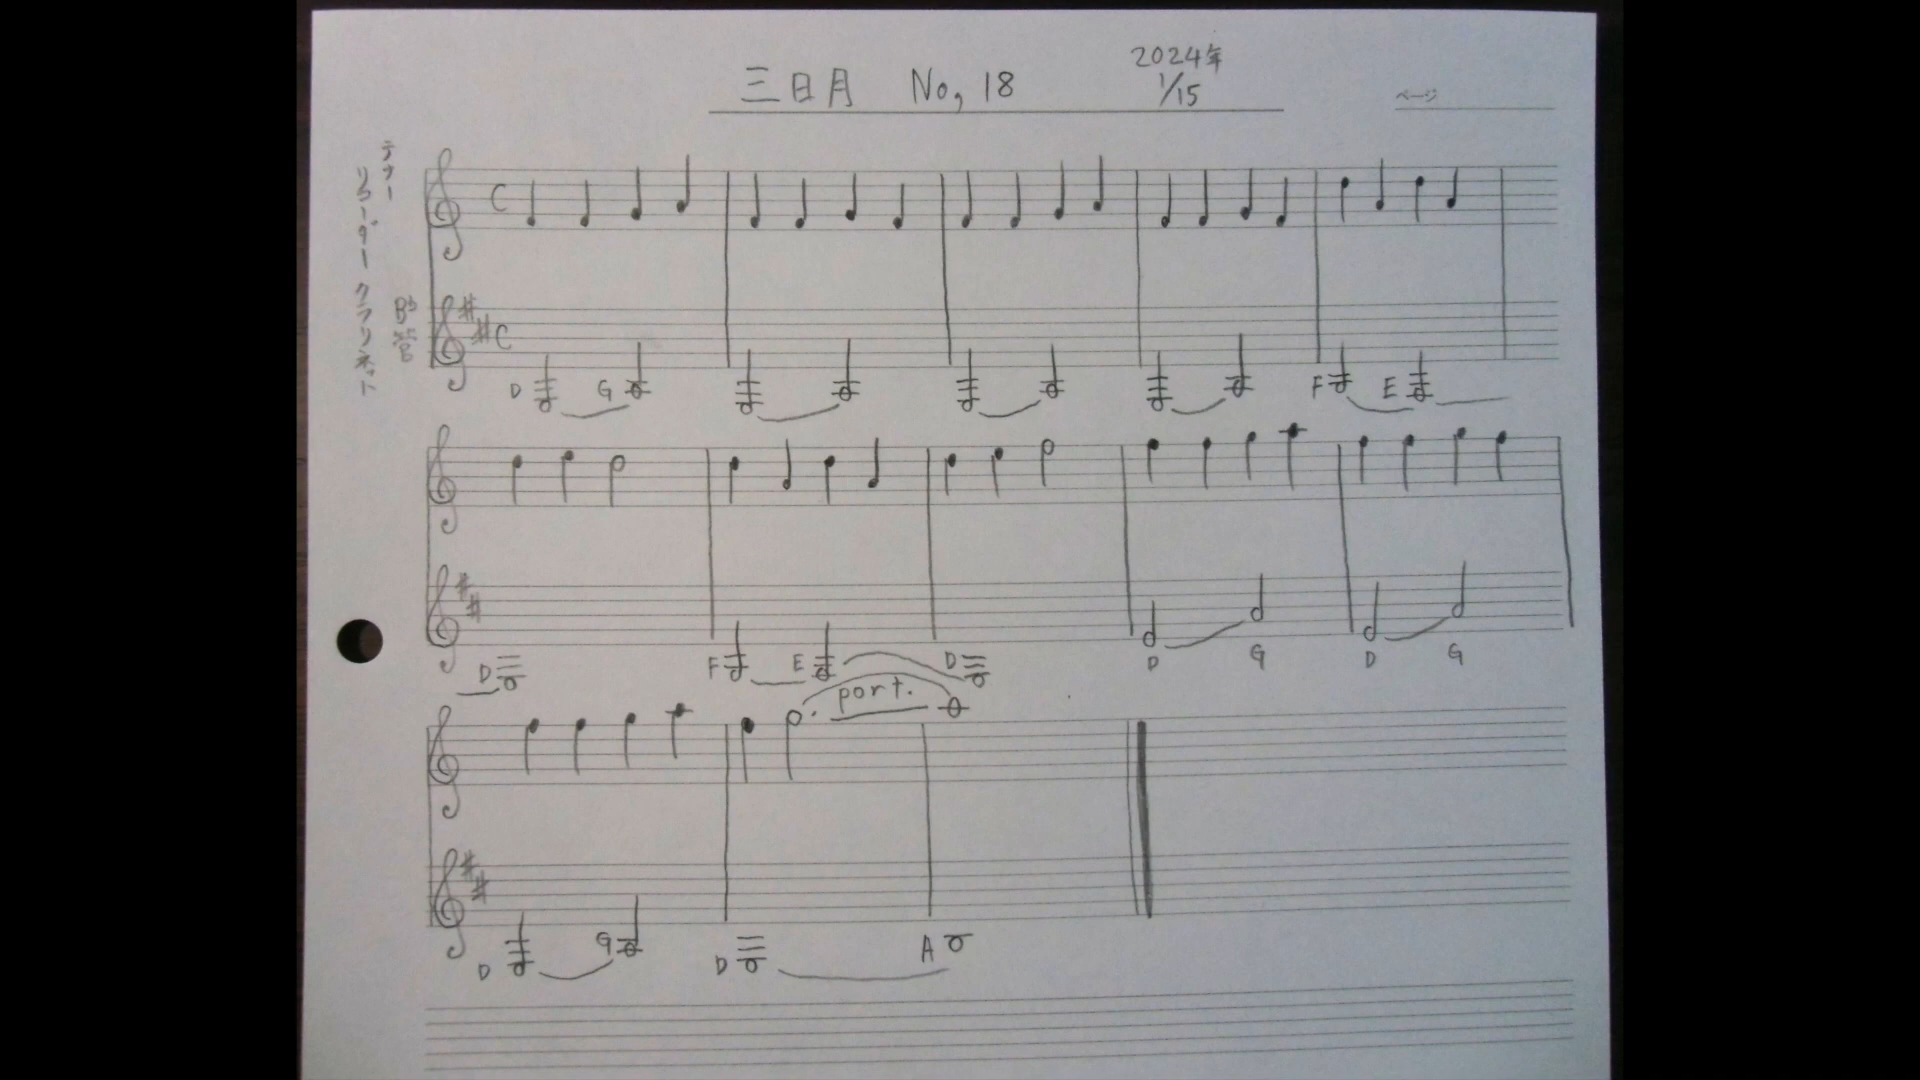 三日月 No, 18
2024年
1/15
ページ
テナー
リコーダー
C
B♭管
クラリネット
C
D G F E
D F E D D G D G
port.
D G D A